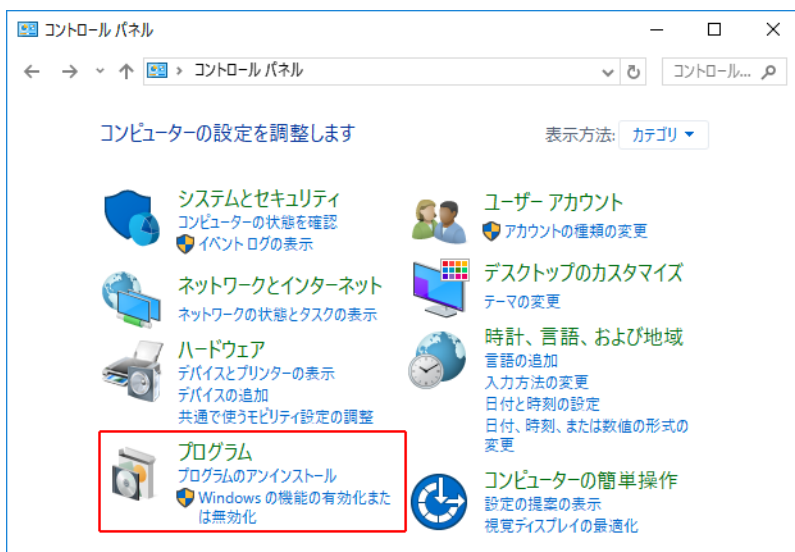 コントロール パネル
コントロール パネル
コントロール...
コンピューターの設定を調整します
表示方法: カテゴリ
システムとセキュリティ
コンピューターの状態を確認
イベント ログの表示
ネットワークとインターネット
ネットワークの状態とタスクの表示
ハードウェア
デバイスとプリンターの表示
デバイスの追加
共通で使うモビリティ設定の調整
プログラム
プログラムのアンインストール
Windows の機能の有効化また
は無効化
ユーザー アカウント
アカウントの種類の変更
デスクトップのカスタマイズ
テーマの変更
時計、言語、および地域
言語の追加
入力方法の変更
日付と時刻の設定
日付、時刻、または数値の形式の
変更
コンピューターの簡単操作
設定の提案の表示
視覚ディスプレイの最適化